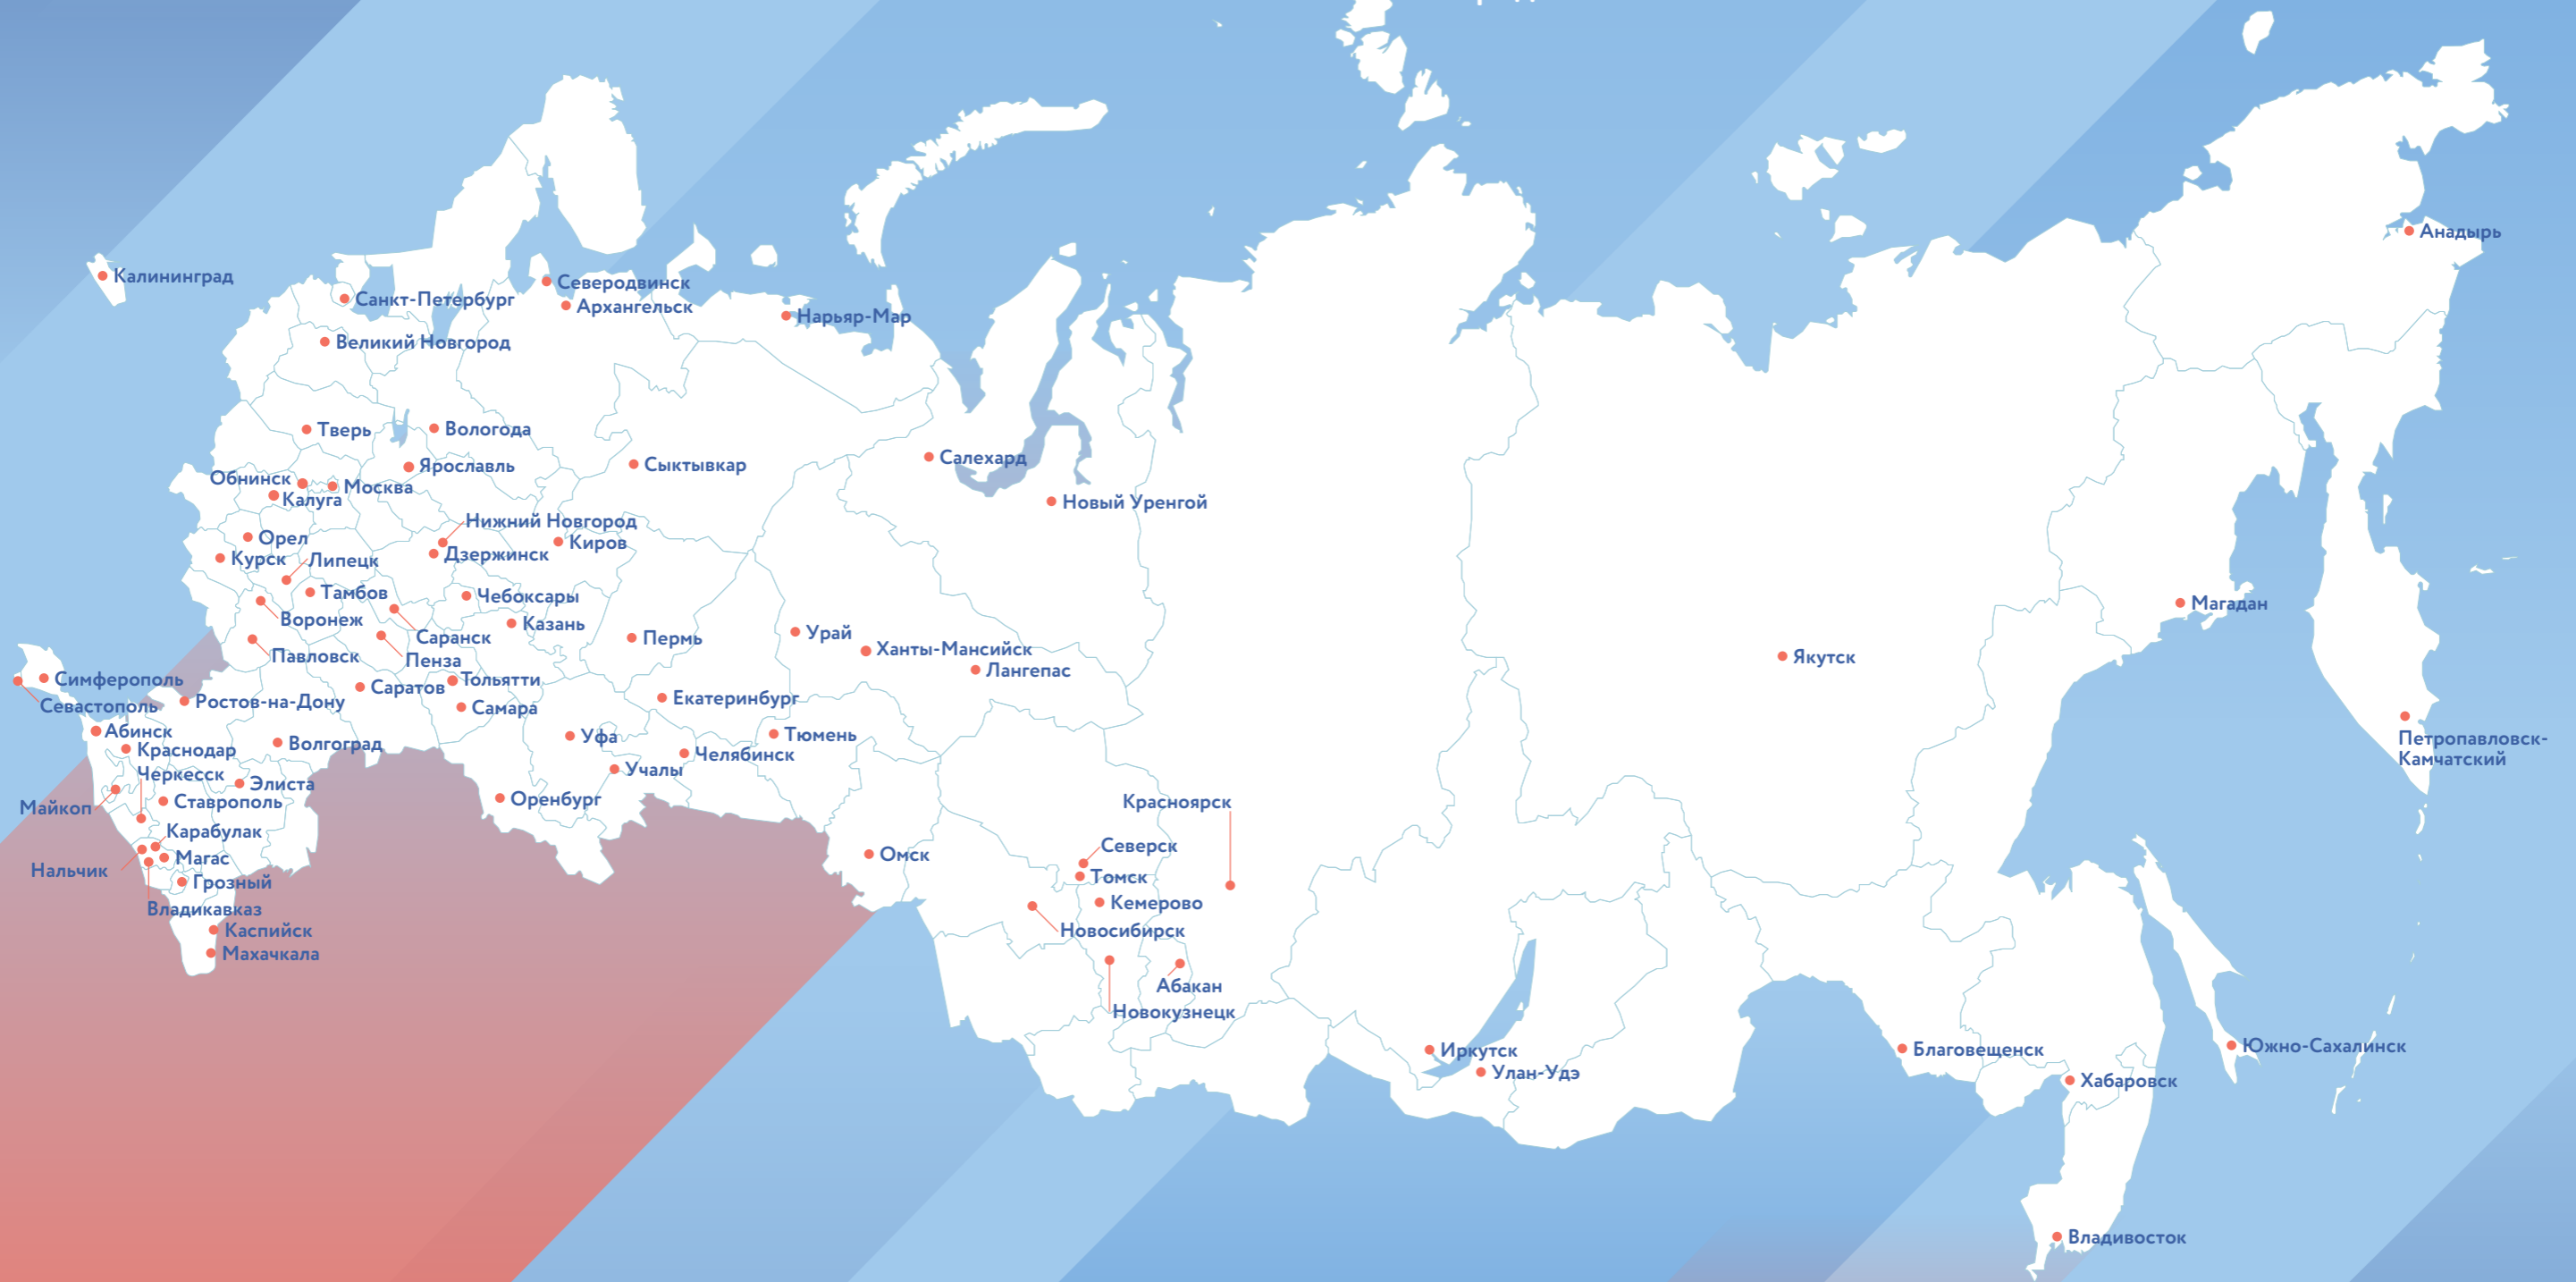 Анадырь
Калининград
Северодвинск
Санкт-Петербург
Архангельск
Нарьяр-Мар
Великий Новгород
Тверь
Вологода
Ярославль
Сыктывкар
Салехард
Обнинск
Москва
Калуга
Новый Уренгой
Нижний Новгород
Орел
Киров
Дзержинск
Курск
Липецк
Тамбов
Чебоксары
Магадан
Воронеж
Казань
Саранск
Пермь
Урай
Ханты-Мансийск
Павловск
Пенза
Якутск
Лангепас
Симферополь
Тольятти
Саратов
Екатеринбург
Севастополь
Ростов-на-Дону
Самара
Абинск
Уфа
Тюмень
Петропавловск-
Камчатский
Волгоград
Краснодар
Челябинск
Черкесск
Учалы
Элиста
Оренбург
Ставрополь
Красноярск
Майкоп
Карабулак
Северск
Омск
Магас
Нальчик
Томск
Грозный
Кемерово
Владикавказ
Каспийск
Новосибирск
Махачкала
Абакан
Новокузнецк
Южно-Сахалинск
Иркутск
Благовещенск
Улан-Удэ
Хабаровск
Владивосток